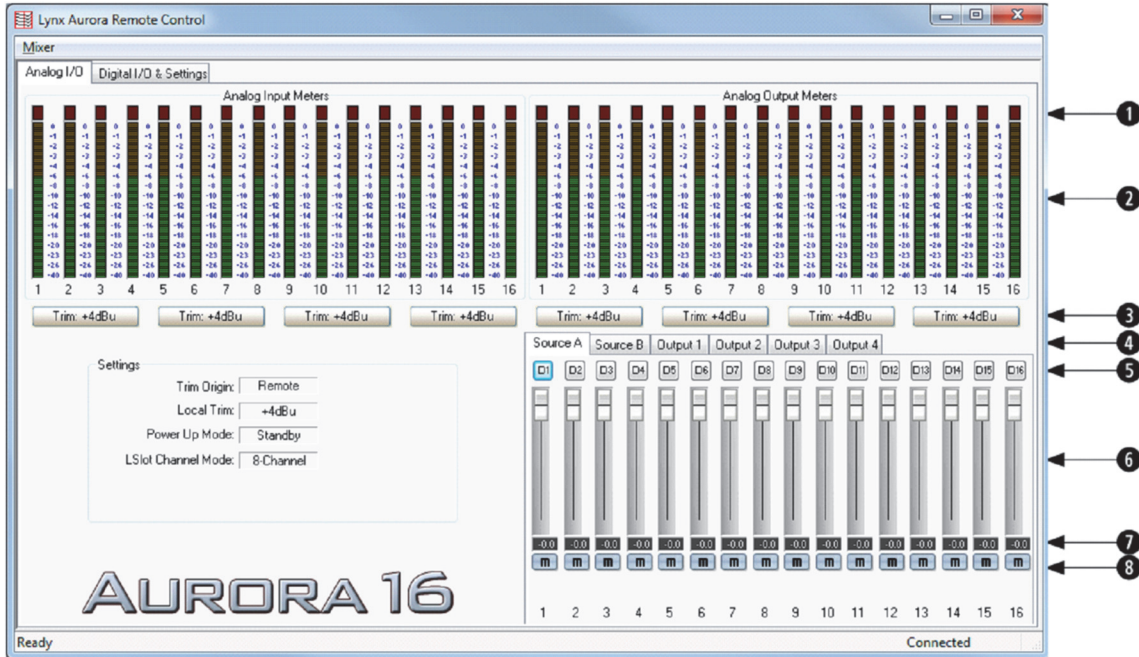 Lynx Aurora Remote Control
Mixer
Analog I/O Digital I/O & Settings
Analog Input Meters Analog Output Meters
1 2 3 4 5 6 7 8 9 10 11 12 13 14 15 16 1 2 3 4 5 6 7 8 9 10 11 12 13 14 15 16
Trim: +4dBu Trim: +4dBu Trim: +4dBu Trim: +4dBu Trim: +4dBu Trim: +4dBu Trim: +4dBu Trim: +4dBu
Source A Source B Output 1 Output 2 Output 3 Output 4
D1 D2 D3 D4 D5 D6 D7 D8 D9 D10 D11 D12 D13 D14 D15 D16
Settings
Trim Origin: Remote
Local Trim: +4dBu
Power Up Mode: Standby
LSlot Channel Mode: 8-Channel
-0.0 -0.0 -0.0 -0.0 -0.0 -0.0 -0.0 -0.0 -0.0 -0.0 -0.0 -0.0 -0.0 -0.0 -0.0 -0.0
m m m m m m m m m m m m m m m m
1 2 3 4 5 6 7 8 9 10 11 12 13 14 15 16
AURORA 16
Ready Connected
1
2
3
4
5
6
7
8